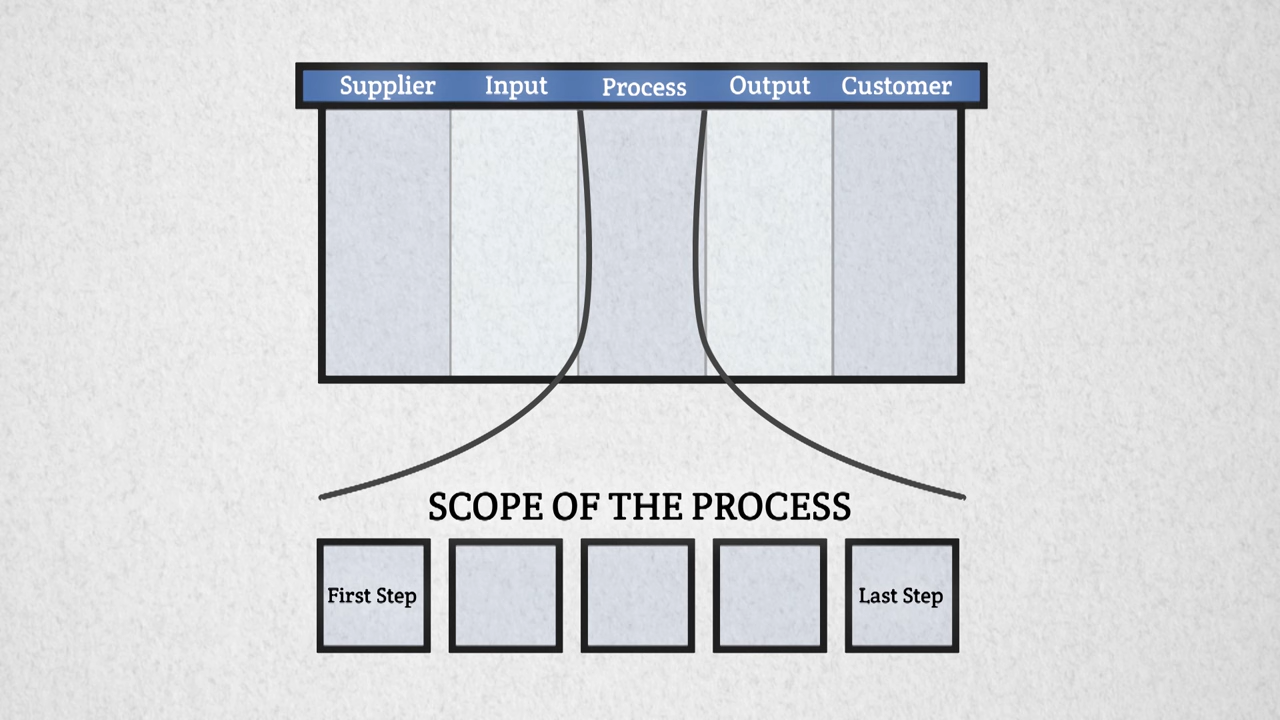 Supplier Input Process Output Customer
SCOPE OF THE PROCESS
First Step Last Step